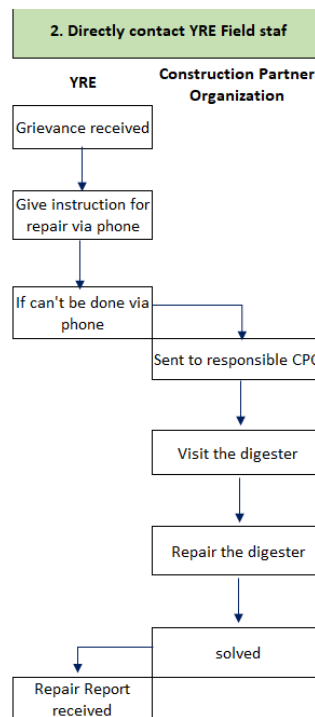 2. Directly contact YRE Field staf
YRE
Construction Partner
Organization
Grievance received
Give instruction for
repair via phone
If can't be done via
phone
Sent to responsible CPO
Visit the digester
Repair the digester
solved
Repair Report
received